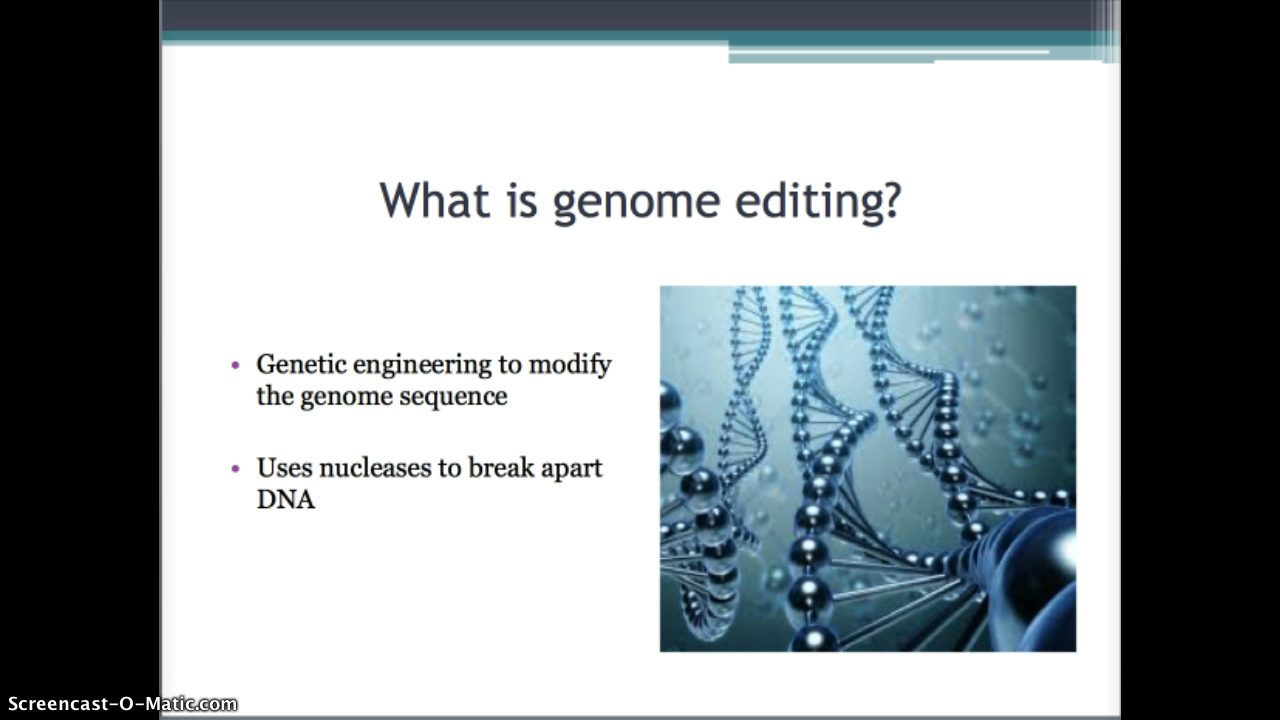 What is genome editing?
• Genetic engineering to modify
the genome sequence
• Uses nucleases to break apart
DNA
Screencast-O-Matic.com